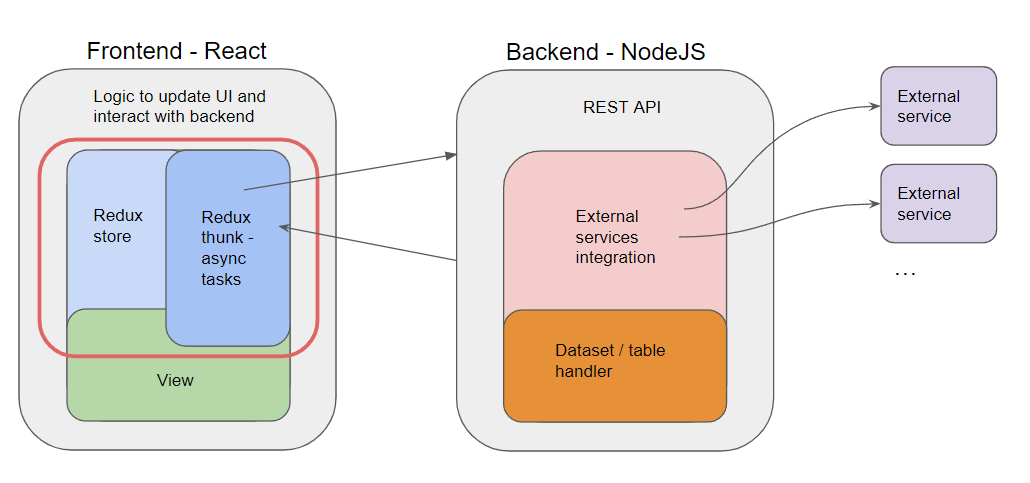 Frontend - React
Logic to update UI and
interact with backend
Redux
store
Redux
thunk -
async
tasks
View
Backend - NodeJS
REST API
External
services
integration
Dataset / table
handler
External
service
External
service
...